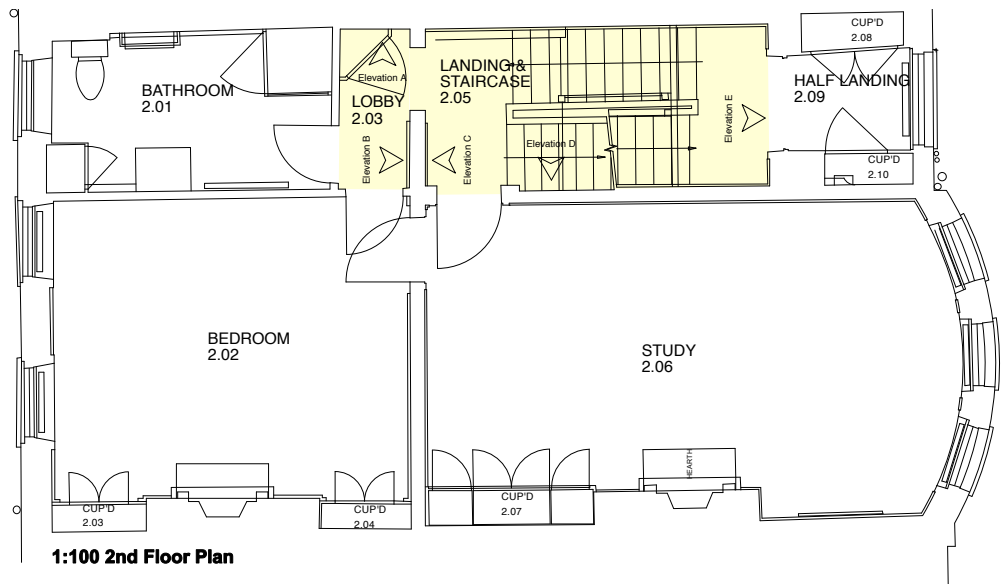 CUP'D
2.08
BATHROOM
2.01
Elevation A
LOBBY
2.03
LANDING &
STAIRCASE
2.05
Elevation B
Elevation C
Elevation D
Elevation E
HALF LANDING
2.09
CUP'D
2.10
BEDROOM
2.02
STUDY
2.06
CUP'D
2.03
CUP'D
2.04
CUP'D
2.07
HEARTH
1:100 2nd Floor Plan